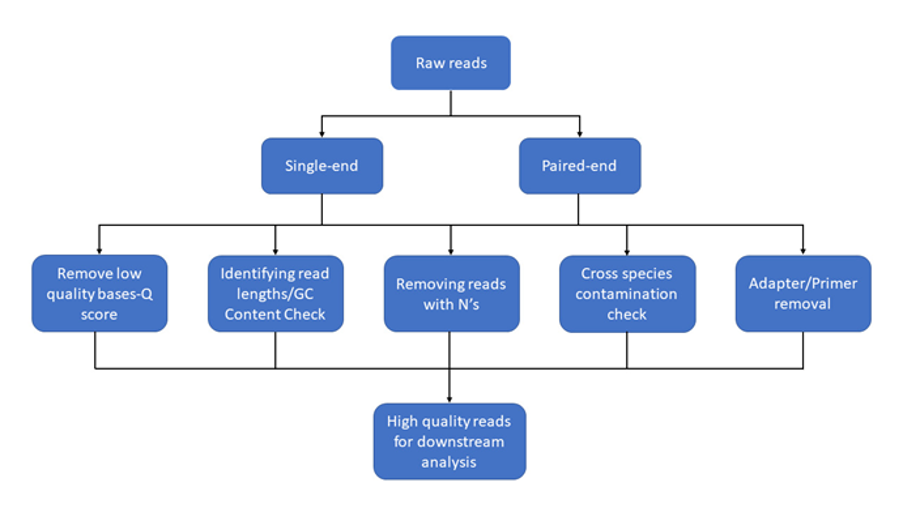 Raw reads
Single-end
Paired-end
Remove low
quality bases-Q
score
Identifying read
lengths/GC
Content Check
Removing reads
with N’s
Cross species
contamination
check
Adapter/Primer
removal
High quality reads
for downstream
analysis